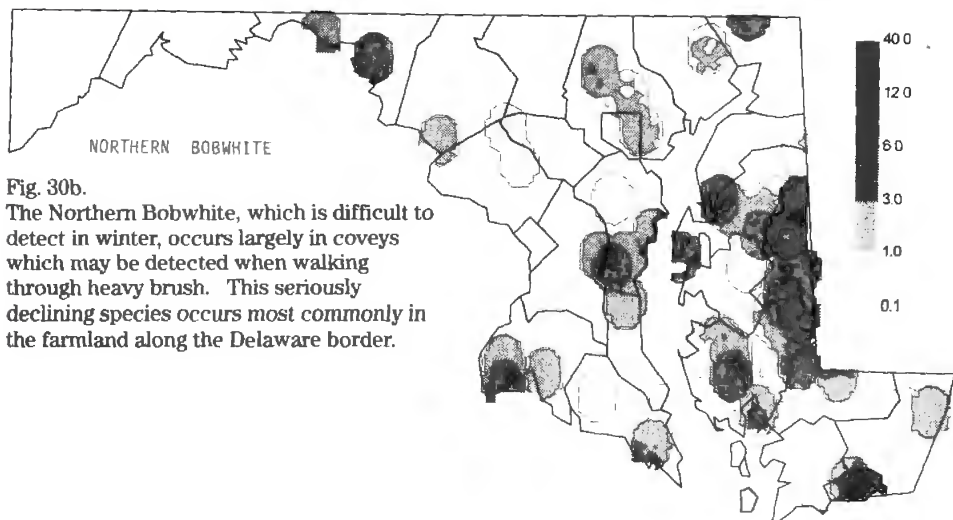 NORTHERN BOBWHITE
Fig. 30b.
The Northern Bobwhite, which is difficult to
detect in winter, occurs largely in coveys
which may be detected when walking
through heavy brush. This seriously
declining species occurs most commonly in
the farmland along the Delaware border.
40 0
12 0
6 0
3.0
1.0
0.1